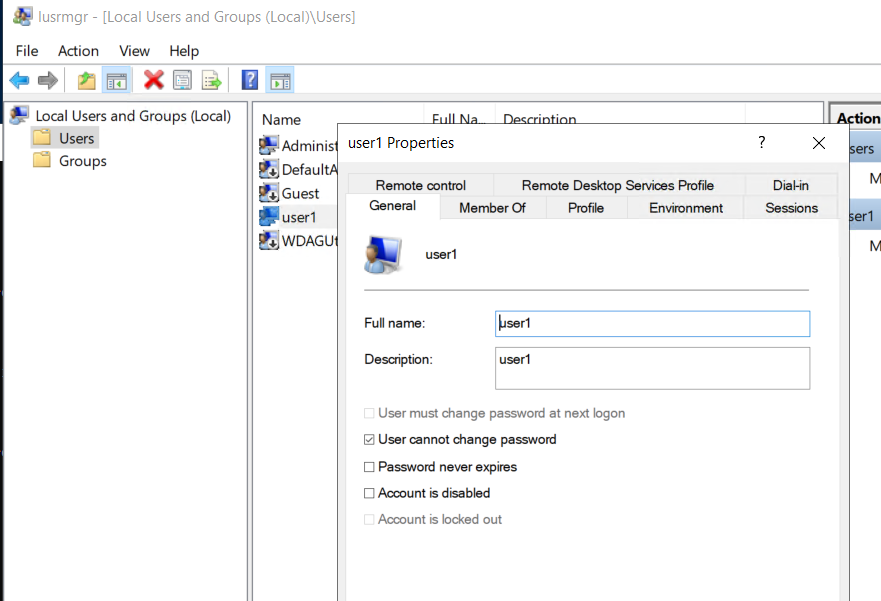 lusrmgr - [Local Users and Groups (Local)\Users]
File Action View Help
Local Users and Groups (Local)
Users
Groups
Name Full Na... Description
Administ
DefaultA
Guest
user1
WDAGUt
Action
sers
M
ser1
M
user1 Properties
? 
Remote control Remote Desktop Services Profile Dial-in
General Member Of Profile Environment Sessions
user1
Full name: user1
Description: user1
User must change password at next logon
User cannot change password
Password never expires
Account is disabled
Account is locked out